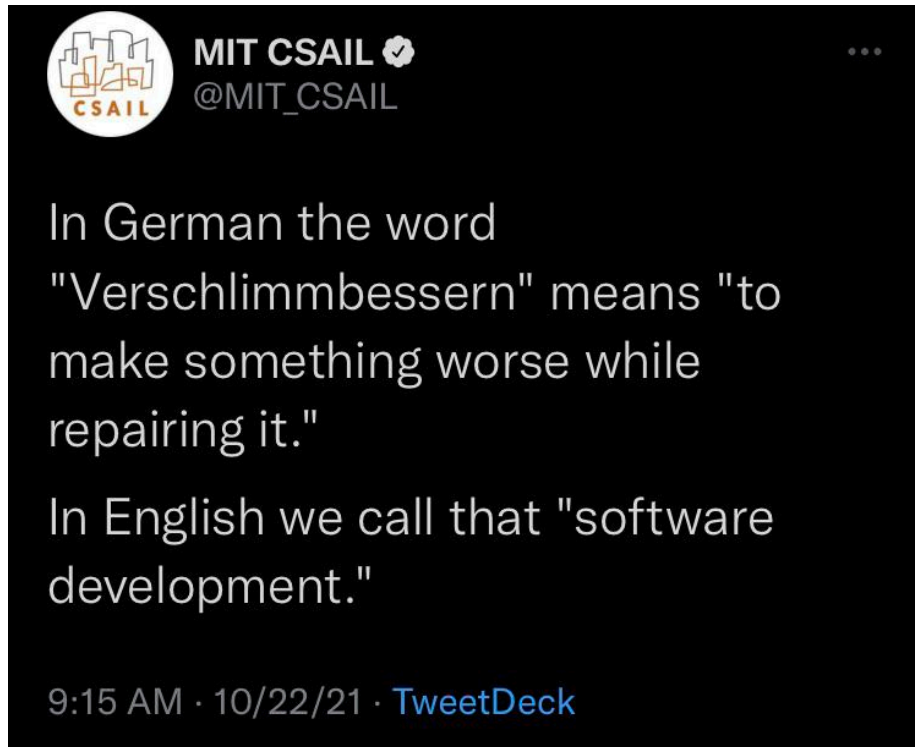 CSAIL
MIT CSAIL
@MIT_CSAIL
In German the word
"Verschlimmbessern" means "to
make something worse while
repairing it."
In English we call that "software
development."
9:15 AM · 10/22/21 · TweetDeck